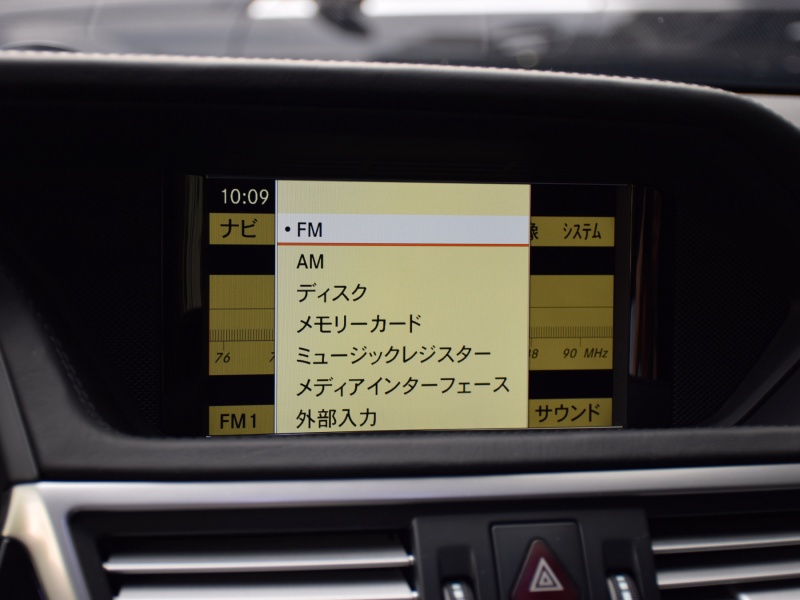 10:09
ナビ
システム
• FM
AM
ディスク
メモリーカード
ミュージックレジスター
メディアインターフェース
外部入力
76
90 MHz
FM1
サウンド